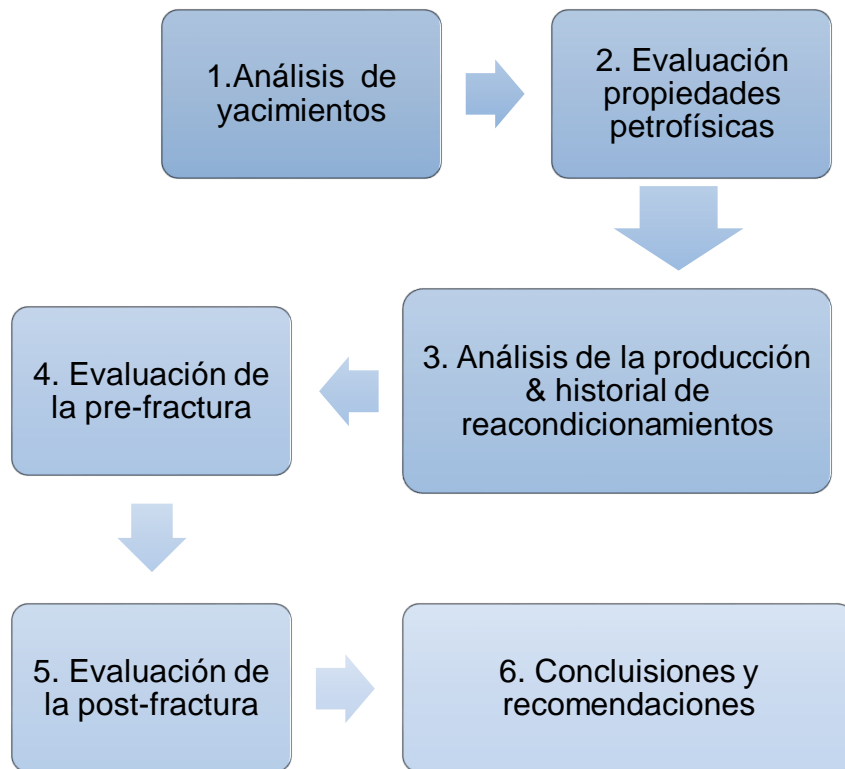 1.Análisis de
yacimientos
2. Evaluación
propiedades
petrofísicas
3. Análisis de la producción
& historial de
reacondicionamientos
4. Evaluación de
la pre-fractura
5. Evaluación de
la post-fractura
6. Concluisiones y
recomendaciones